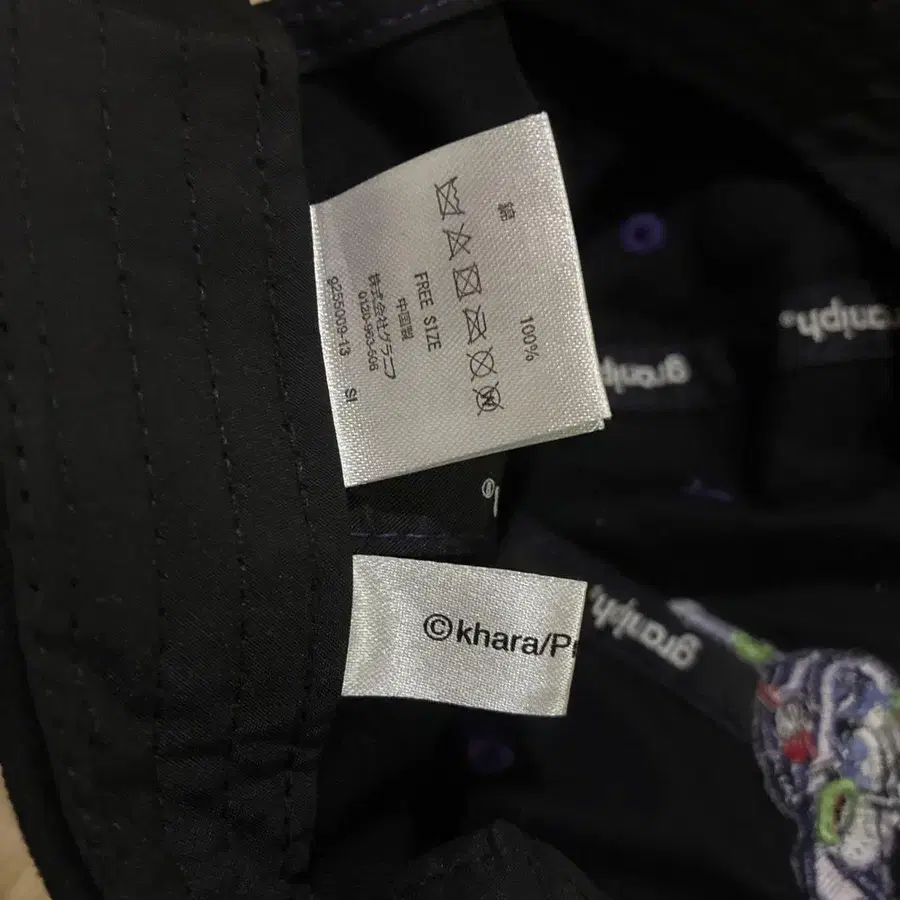 綿 100%
FREE SIZE
中国製
株式会社グラニフ
0120-963-506
9255009-13 SI
©khara/P
graniph
graniph®
graniph®